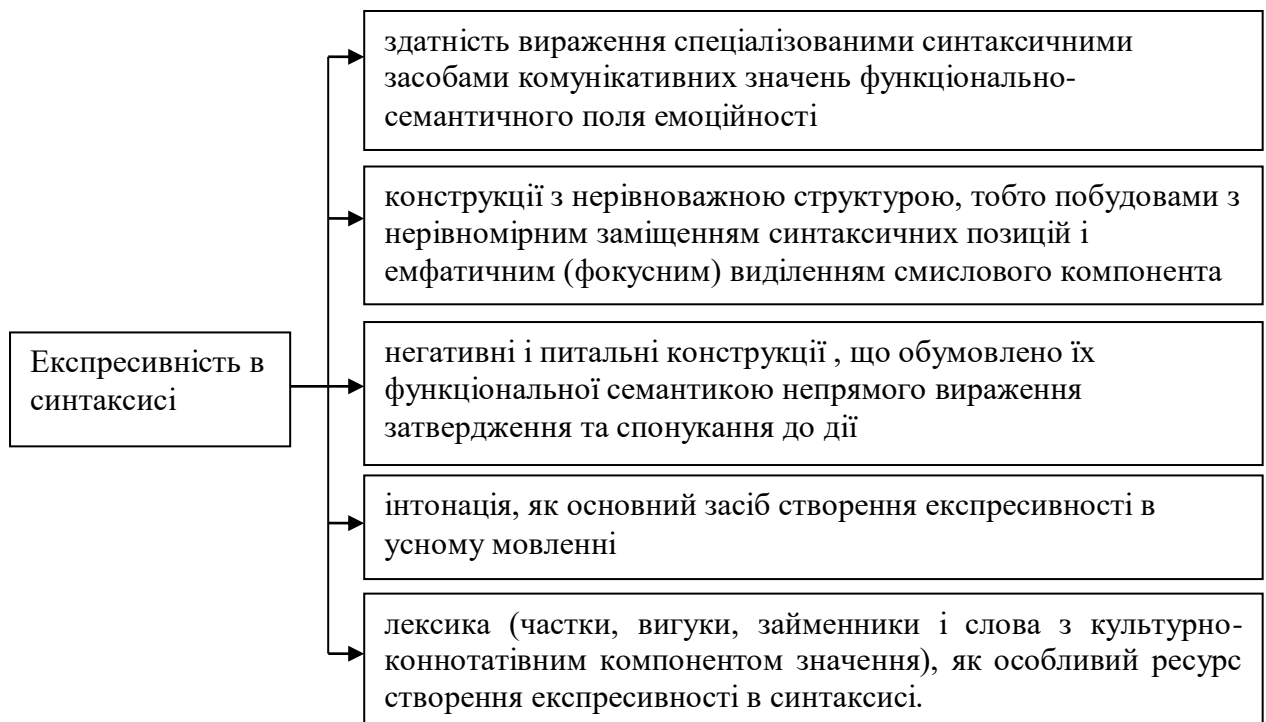 здатність вираження спеціалізованими синтаксичними
засобами комунікативних значень функціонально-
семантичного поля емоційності
конструкції з нерівноважною структурою, тобто побудовами з
нерівномірним заміщенням синтаксичних позицій і
емфатичним (фокусним) виділенням смислового компонента
Експресивність в
синтаксисі
негативні і питальні конструкції , що обумовлено їх
функціональної семантикою непрямого вираження
затвердження та спонукання до дії
інтонація, як основний засіб створення експресивності в
усному мовленні
лексика (частки, вигуки, займенники і слова з культурно-
коннотатівним компонентом значення), як особливий ресурс
створення експресивності в синтаксисі.